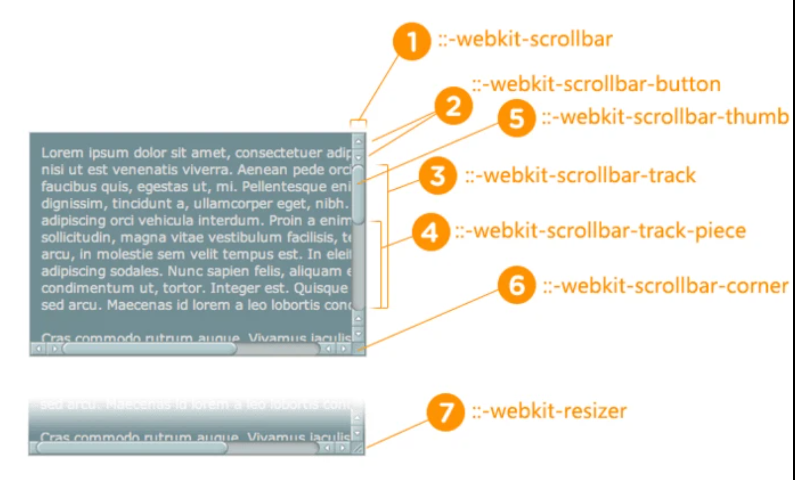 1 ::-webkit-scrollbar
2 ::-webkit-scrollbar-button
5 ::-webkit-scrollbar-thumb
3 ::-webkit-scrollbar-track
4 ::-webkit-scrollbar-track-piece
6 ::-webkit-scrollbar-corner
Lorem ipsum dolor sit amet, consectetuer adip
nisi ut est venenatis viverra. Aenean pede orci
faucibus quis, egestas ut, mi. Pellentesque eni
dignissim, tincidunt a, ullamcorper eget, nibh.
adipiscing orci vehicula interdum. Proin a enim
sollicitudin, magna vitae vestibulum facilisis, te
arcu, in molestie sem velit tempus est. In eleif
adipiscing sodales. Nunc sapien felis, aliquam e
condimentum ut, tortor. Integer est. Quisque
sed arcu. Maecenas id lorem a leo lobortis cond
Cras commodo rutrum augue. Vivamus iaculis
7 ::-webkit-resizer
sed arcu. Maecenas id lorem a leo lobortis cond
Cras commodo rutrum augue. Vivamus iaculis